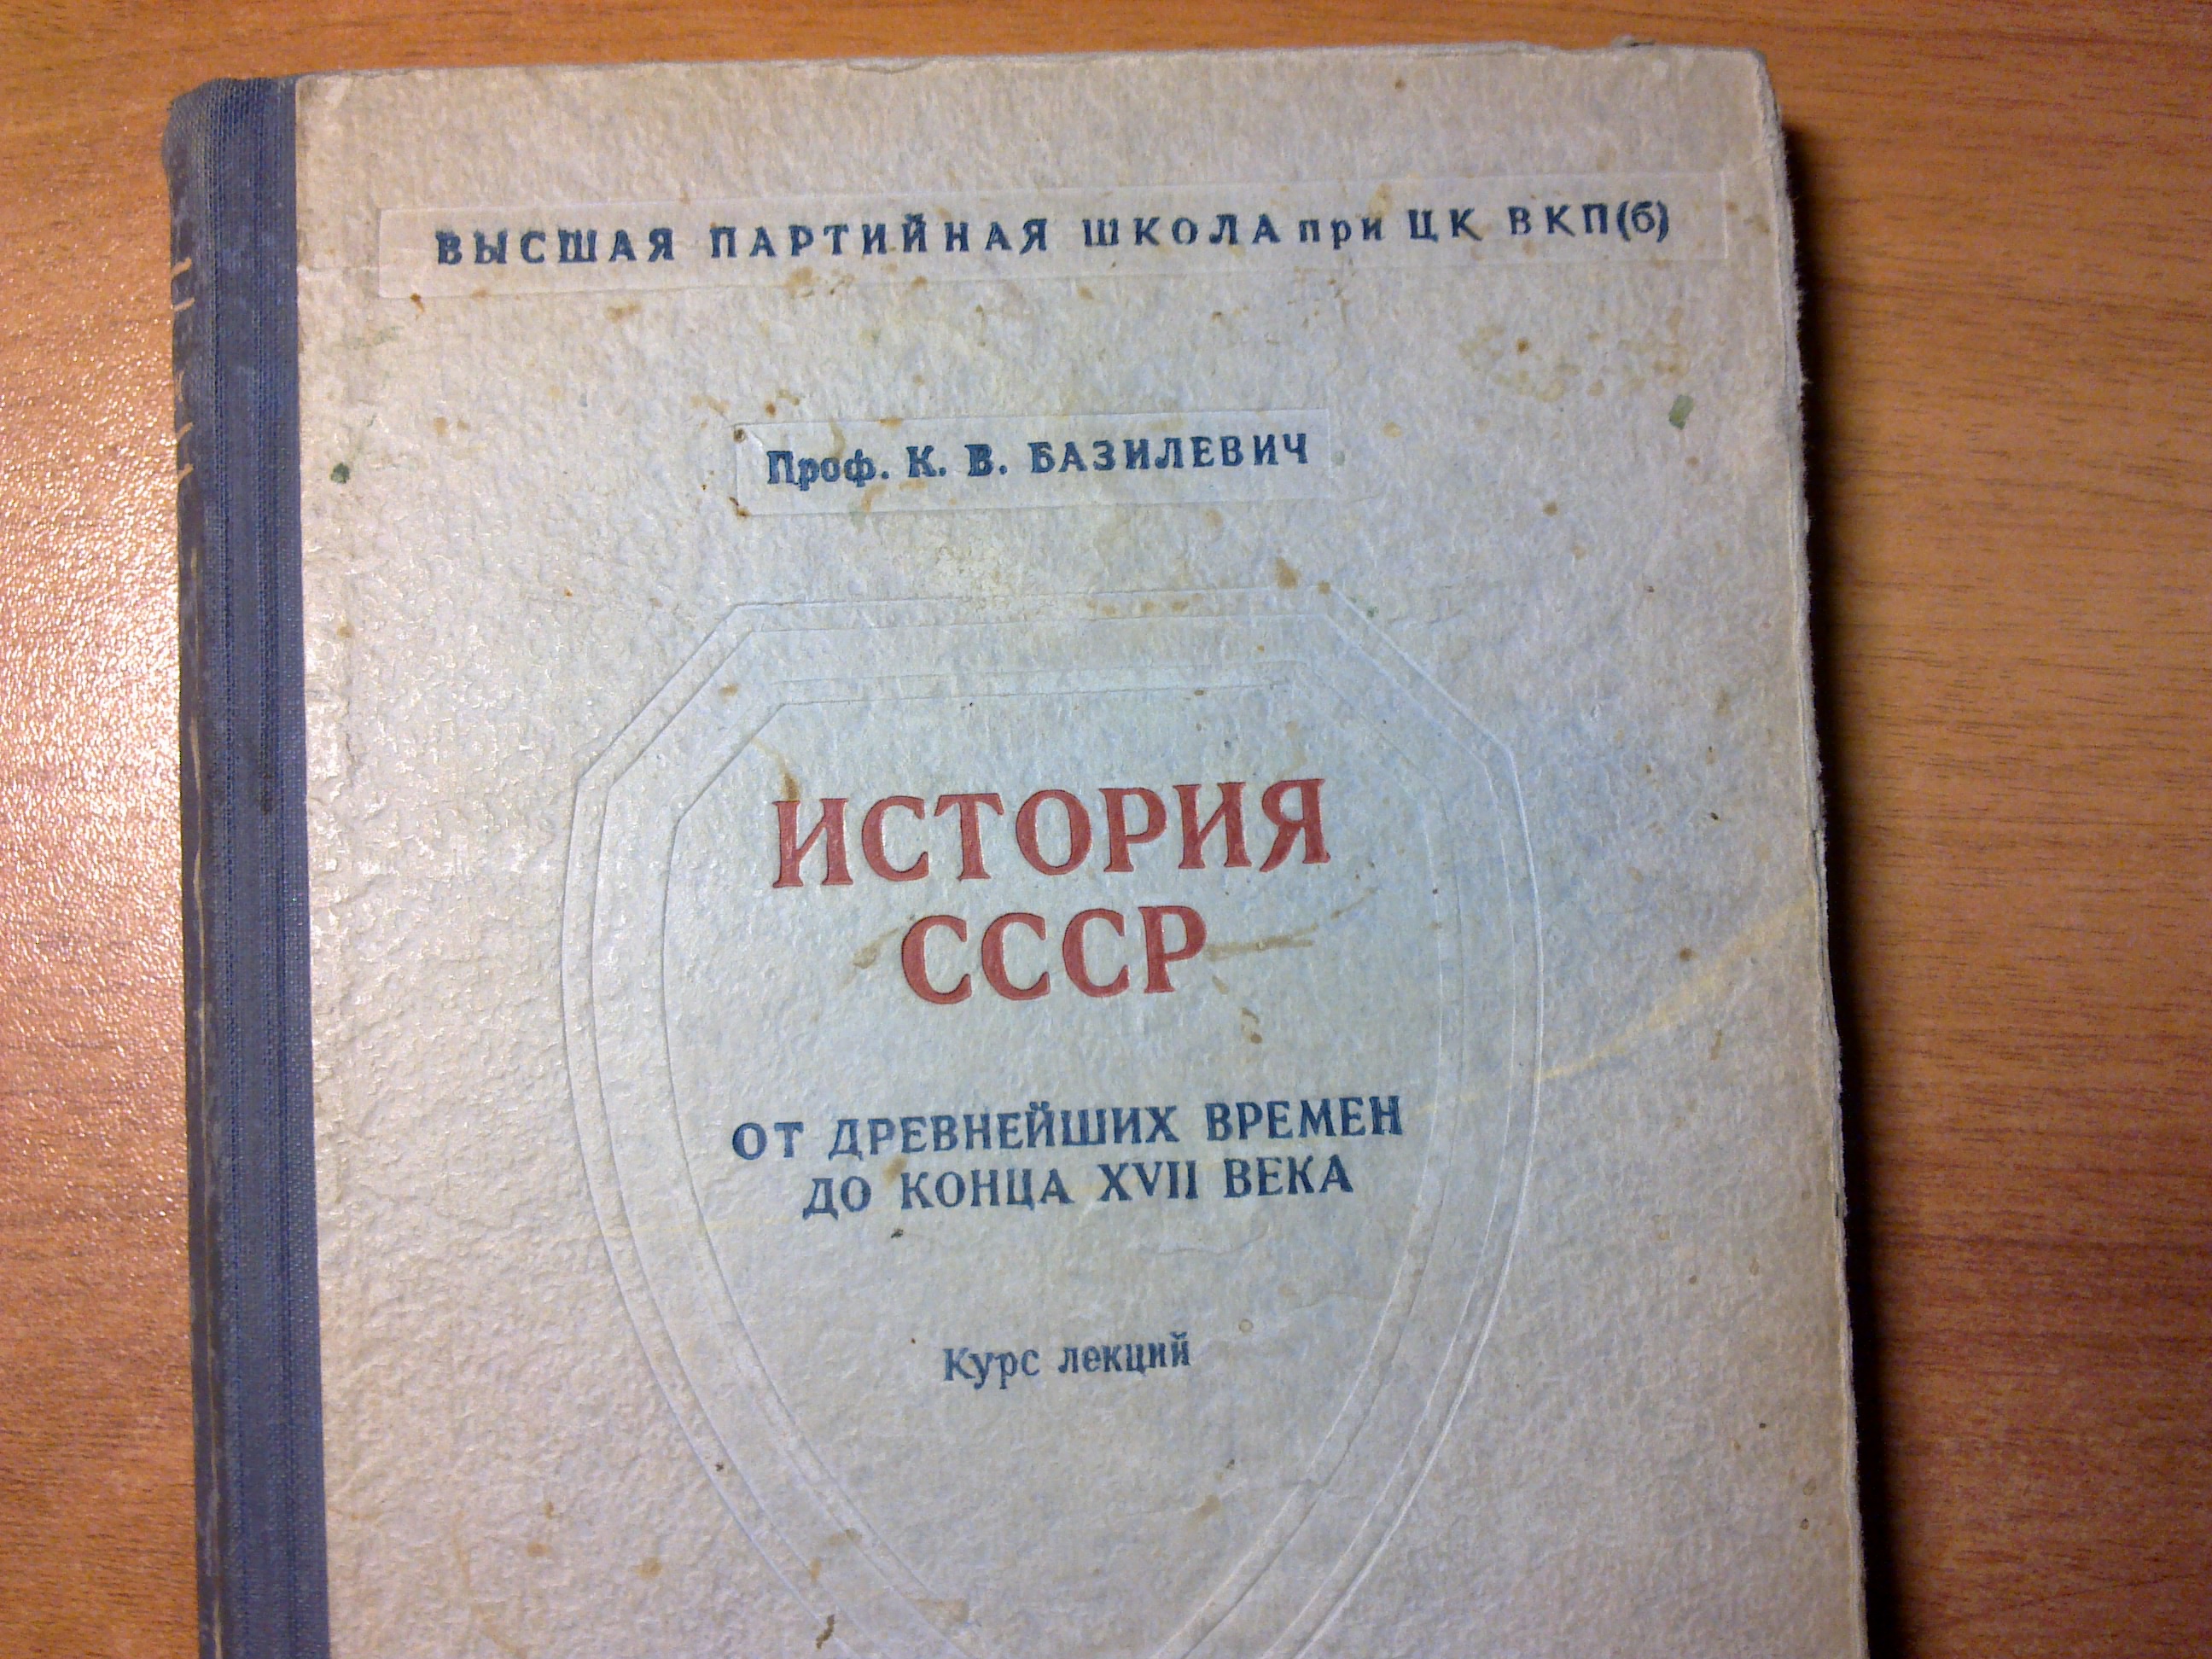 ВЫСШАЯ ПАРТИЙНАЯ ШКОЛА при ЦК ВКП(б)
Проф. К. В. БАЗИЛЕВИЧ
ИСТОРИЯ
СССР
ОТ ДРЕВНЕЙШИХ ВРЕМЕН
ДО КОНЦА XVII ВЕКА
Курс лекций